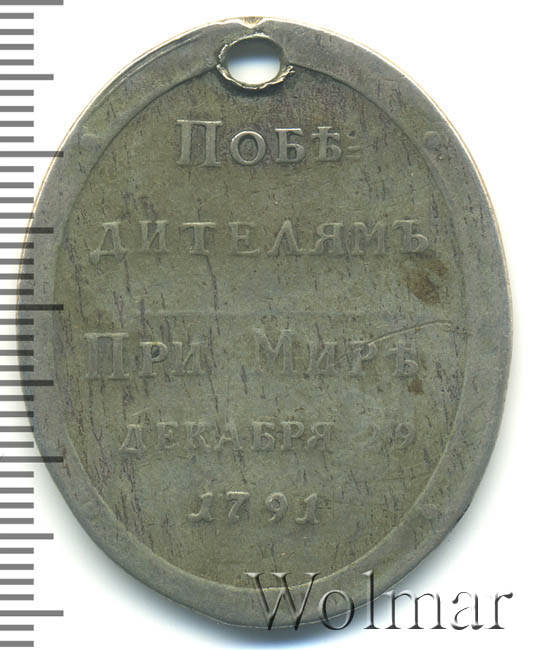 ПОБѢ=
ДИТЕЛЯМЪ
ПРИ МИРѢ
ДЕКАБРЯ 29
1791
Wolmar